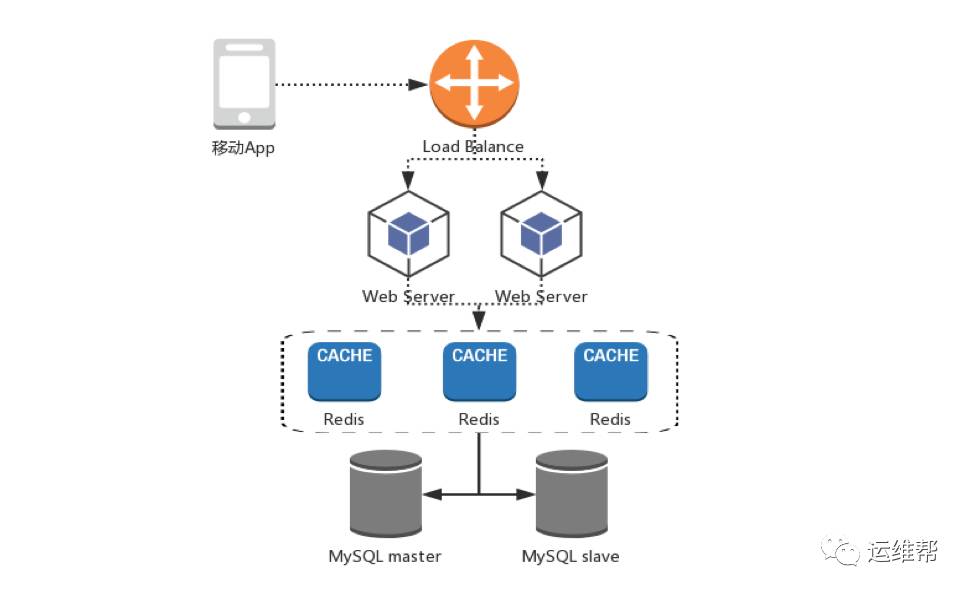 移动App
Load Balance
Web Server
Web Server
CACHE
CACHE
CACHE
Redis
Redis
Redis
MySQL master
MySQL slave
运维帮